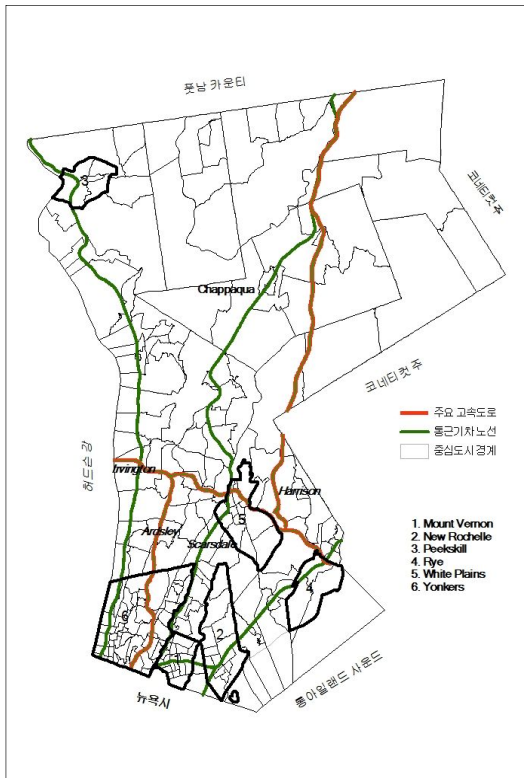 풋남 카운티
코네티컷 주
3
Chappaqua
코네티컷 주
주요 고속도로
통근기차 노선
중심도시 경계
허드슨 강
Irvington
Harrison
5
Ardsley
Scarsdale
1. Mount Vernon
2. New Rochelle
3. Peekskill
4. Rye
5. White Plains
6. Yonkers
4
6
2
1
롱아일랜드 사운드
뉴욕시